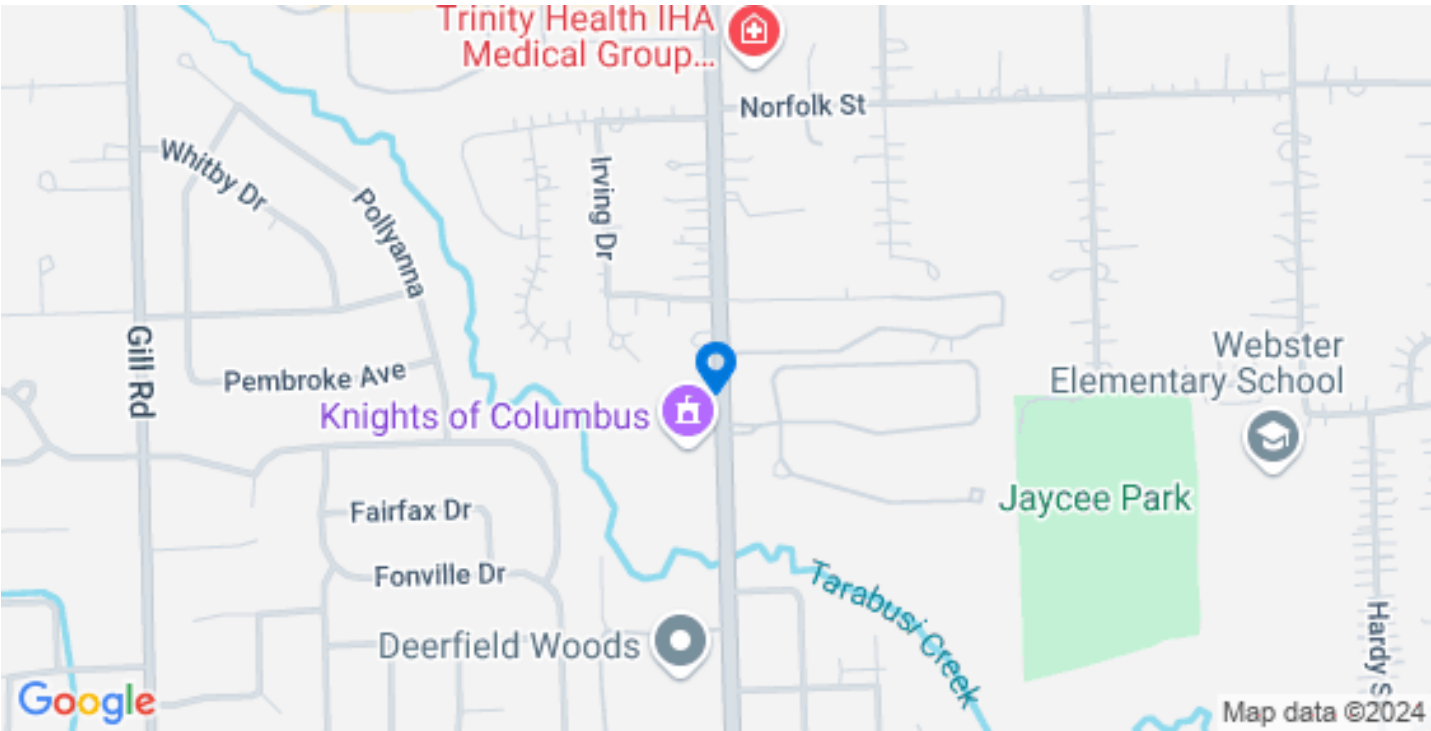 Trinity Health IHA
Medical Group...
Norfolk St
Whitby Dr
Irving Dr
Pollyanna
Gill Rd
Pembroke Ave
Webster
Elementary School
Knights of Columbus
Jaycee Park
Fairfax Dr
Fonville Dr
Tarabusi Creek
Deerfield Woods
Hardy S
Google
Map data ©2024